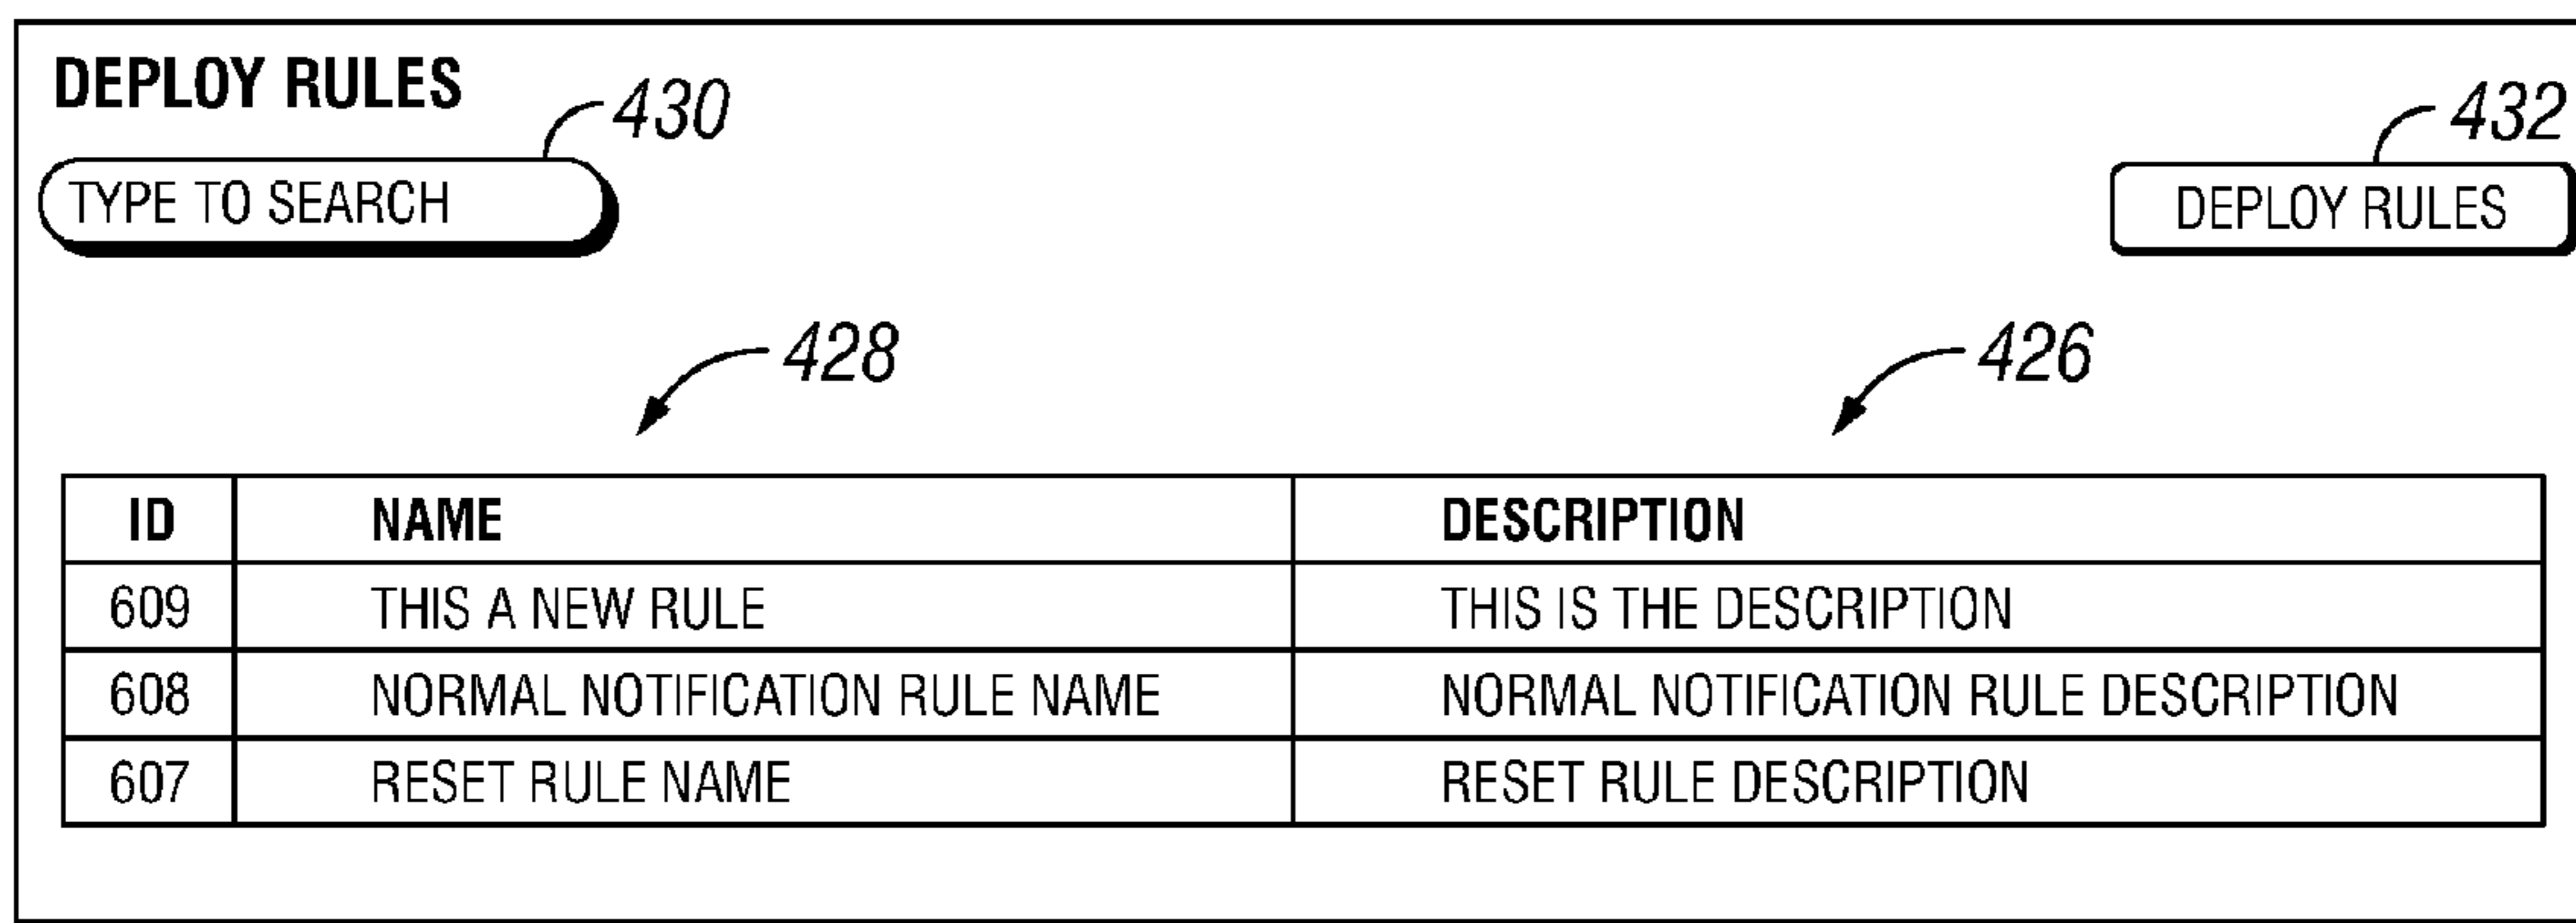 DEPLOY RULES
430
432
TYPE TO SEARCH
DEPLOY RULES
428
426
ID NAME DESCRIPTION
609 THIS A NEW RULE THIS IS THE DESCRIPTION
608 NORMAL NOTIFICATION RULE NAME NORMAL NOTIFICATION RULE DESCRIPTION
607 RESET RULE NAME RESET RULE DESCRIPTION